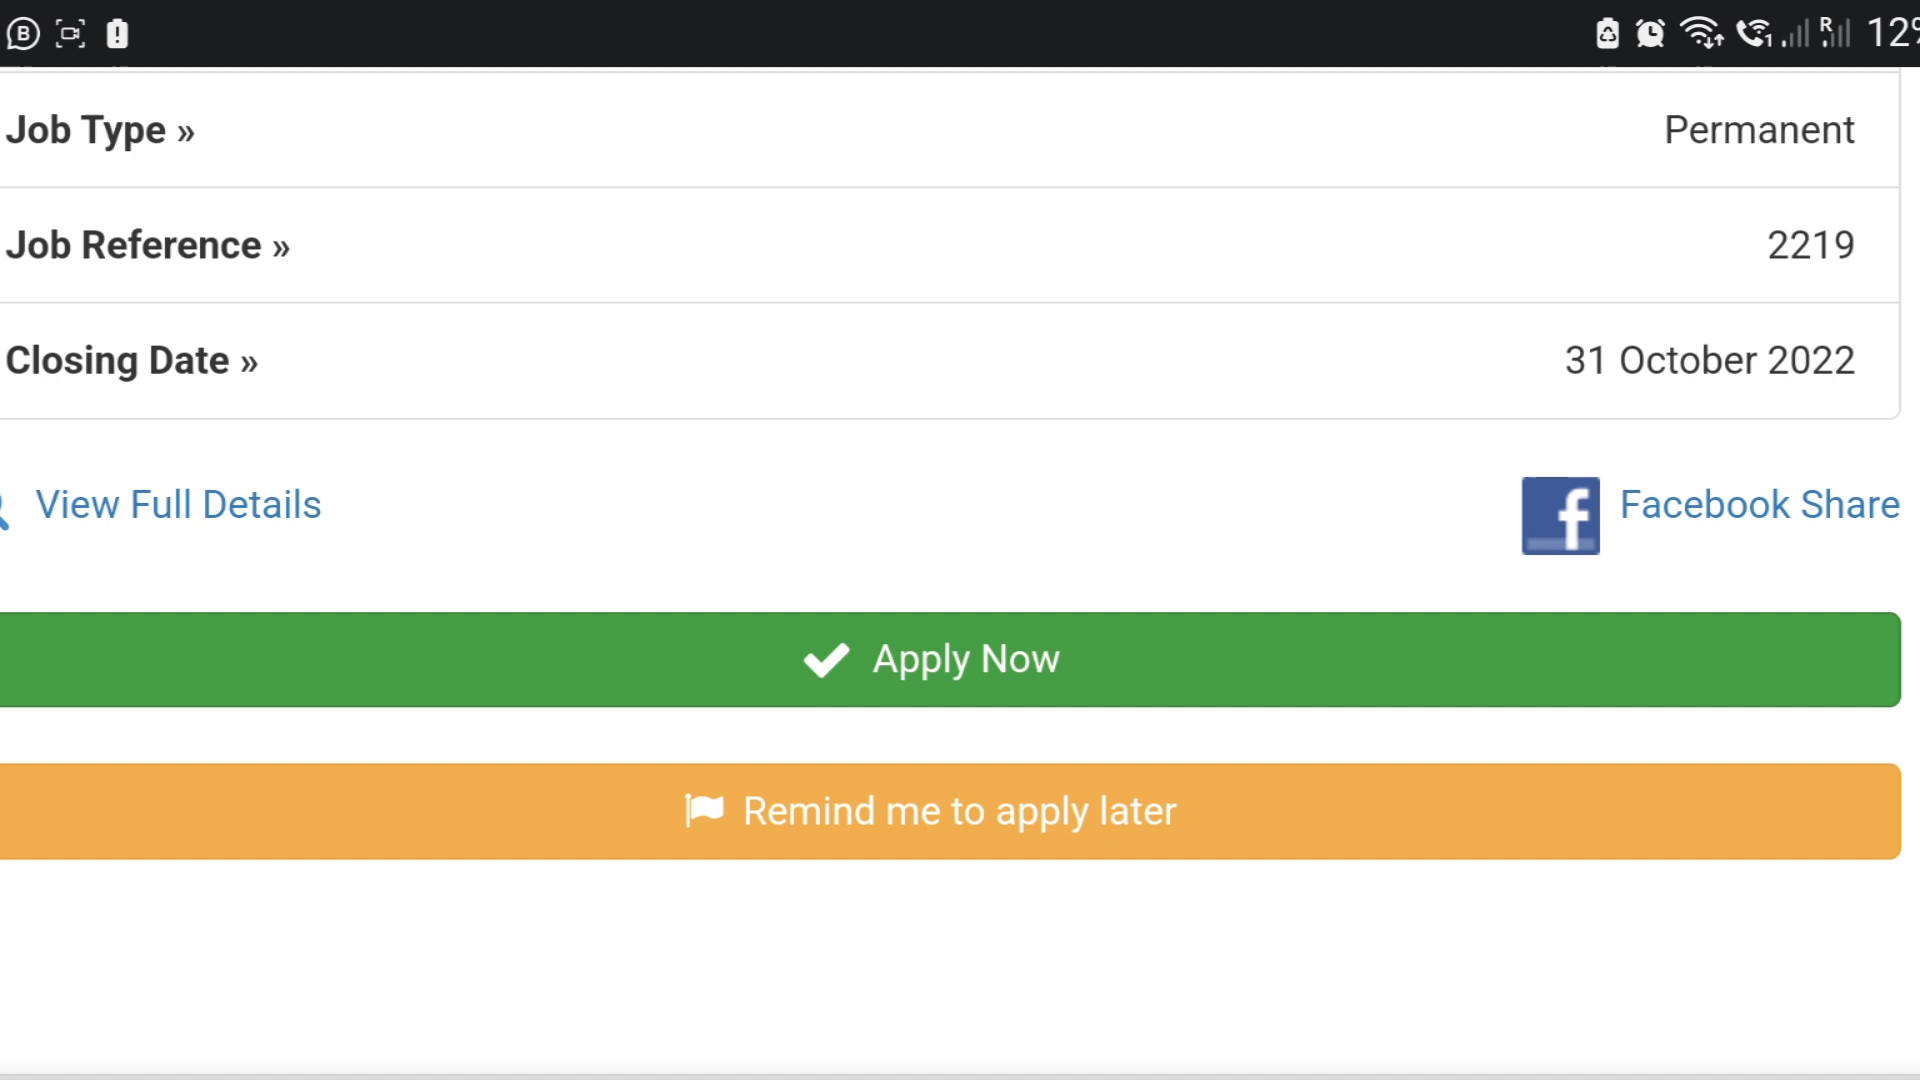 12%
Job Type » Permanent
Job Reference » 2219
Closing Date » 31 October 2022
View Full Details Facebook Share
Apply Now
Remind me to apply later